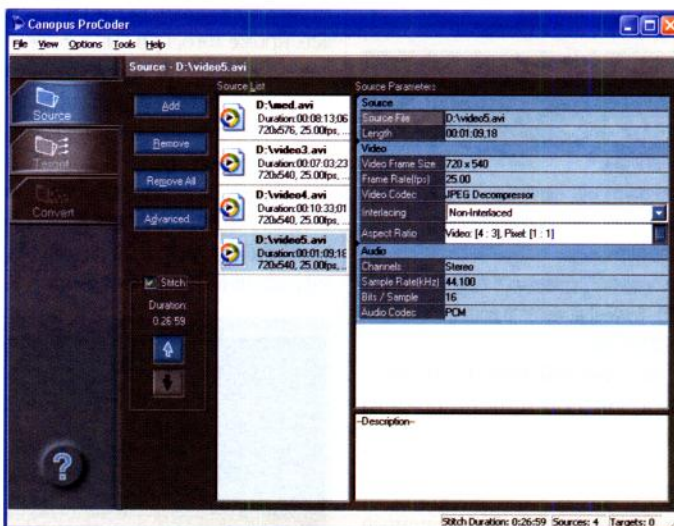 Canopus ProCoder
File View Options Tools Help
Source - D:\video5.avi
Source
Target
Convert
Add
Remove
Remove All
Advanced...
Stitch
Duration:
0:26:59
Source List
D:\med.avi
Duration:00:08:13;06
720x576, 25.00fps, ...
D:\video3.avi
Duration:00:07:03;23
720x540, 25.00fps, ...
D:\video4.avi
Duration:00:10:33;01
720x540, 25.00fps, ...
D:\video5.avi
Duration:00:01:09;18
720x540, 25.00fps, ...
Source Parameters
Source
Source File D:\video5.avi
Length 00:01:09;18
Video
Video Frame Size 720 x 540
Frame Rate(fps) 25.00
Video Codec JPEG Decompressor
Interlacing Non-Interlaced
Aspect Ratio Video: [4 : 3], Pixel: [1 : 1]
Audio
Channels Stereo
Sample Rate(kHz) 44.100
Bits / Sample 16
Audio Codec PCM
--Description--
?
Stitch Duration: 0:26:59 Sources: 4 Targets: 0